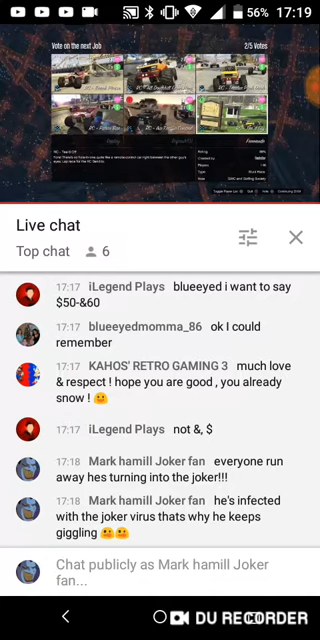 56% 17:19
Vote on the next Job
2/5 Votes
Live chat
Top chat 6
17:17 iLegend Plays blueeyed i want to say
$50-&60
17:17 blueeyedmomma_86 ok I could
remember
17:17 KAHOS' RETRO GAMING 3 much love
& respect ! hope you are good , you already
snow !
17:17 iLegend Plays not &, $
17:18 Mark hamill Joker fan everyone run
away hes turning into the joker!!!
17:18 Mark hamill Joker fan he's infected
with the joker virus thats why he keeps
giggling
Chat publicly as Mark hamill Joker
fan...
DU RECORDER